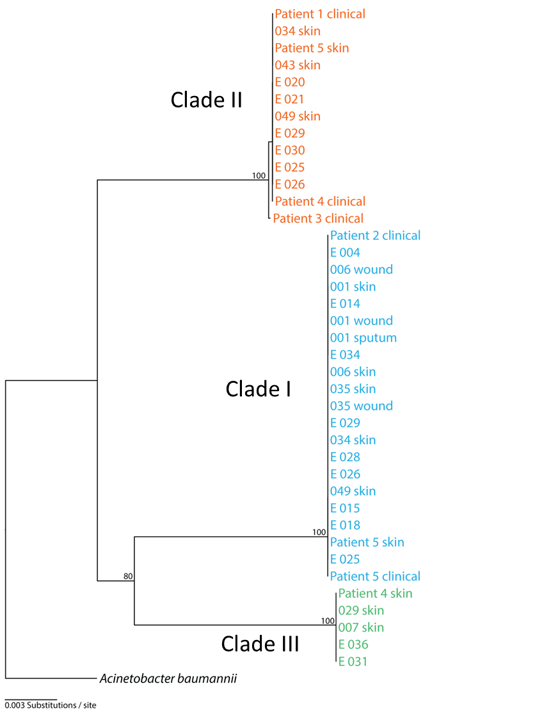 Patient 1 clinical
034 skin
Patient 5 skin
043 skin
E 020
E 021
Clade II
049 skin
E 029
E 030
E 025
100
E 026
Patient 4 clinical
Patient 3 clinical
Patient 2 clinical
E 004
006 wound
001 skin
E 014
001 wound
001 sputum
E 034
006 skin
Clade I
035 skin
035 wound
E 029
034 skin
E 028
E 026
049 skin
E 015
E 018
100
Patient 5 skin
E 025
80
Patient 5 clinical
Patient 4 skin
029 skin
100
007 skin
Clade III
E 036
E 031
Acinetobacter baumannii
0.003 Substitutions / site